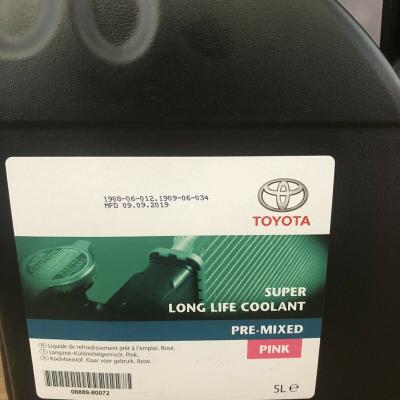 1908-06-012.1909-06-034
MFD 09.09.2019
TOYOTA
SUPER
LONG LIFE COOLANT
PRE-MIXED
PINK
Liquide de refroidissement prêt à l'emploi. Rose.
Langzeit-Kühlmittelgemisch, Pink.
Koelvloeistof. Klaar voor gebruik. Roze.
08889-80072
5L e